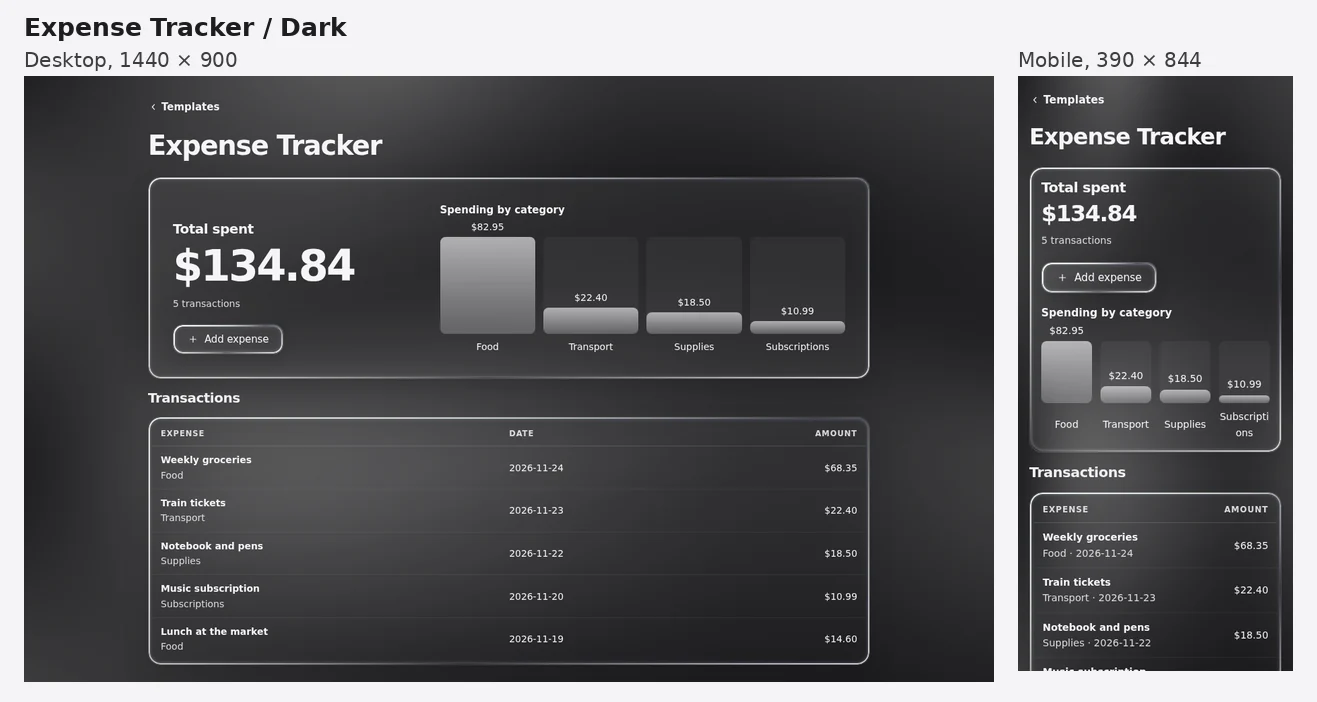 Expense Tracker / Dark
Desktop, 1440 × 900
‹ Templates
Expense Tracker
Total spent
$134.84
5 transactions
+ Add expense
Spending by category
$82.95
$22.40
$18.50
$10.99
Food Transport Supplies Subscriptions
Transactions
EXPENSE DATE AMOUNT
Weekly groceries
Food
2026-11-24 $68.35
Train tickets
Transport
2026-11-23 $22.40
Notebook and pens
Supplies
2026-11-22 $18.50
Music subscription
Subscriptions
2026-11-20 $10.99
Lunch at the market
Food
2026-11-19 $14.60
Mobile, 390 × 844
‹ Templates
Expense Tracker
Total spent
$134.84
5 transactions
+ Add expense
Spending by category
$82.95
$22.40
$18.50
$10.99
Food Transport Supplies Subscripti
ons
Transactions
EXPENSE AMOUNT
Weekly groceries
Food · 2026-11-24
$68.35
Train tickets
Transport · 2026-11-23
$22.40
Notebook and pens
Supplies · 2026-11-22
$18.50
Music subscription